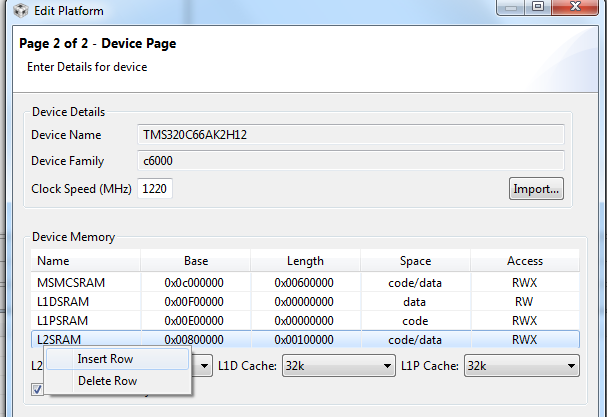 Edit Platform
Page 2 of 2 - Device Page
Enter Details for device
Device Details
Device Name TMS320C66AK2H12
Device Family c6000
Clock Speed (MHz) 1220 Import...
Device Memory
Name Base Length Space Access
MSMCSRAM 0x0c000000 0x00600000 code/data RWX
L1DSRAM 0x00F00000 0x00000000 data RW
L1PSRAM 0x00E00000 0x00000000 code RWX
L2SRAM 0x00800000 0x00100000 code/data RWX
L1D Cache: 32k L1P Cache: 32k
Insert Row
Delete Row